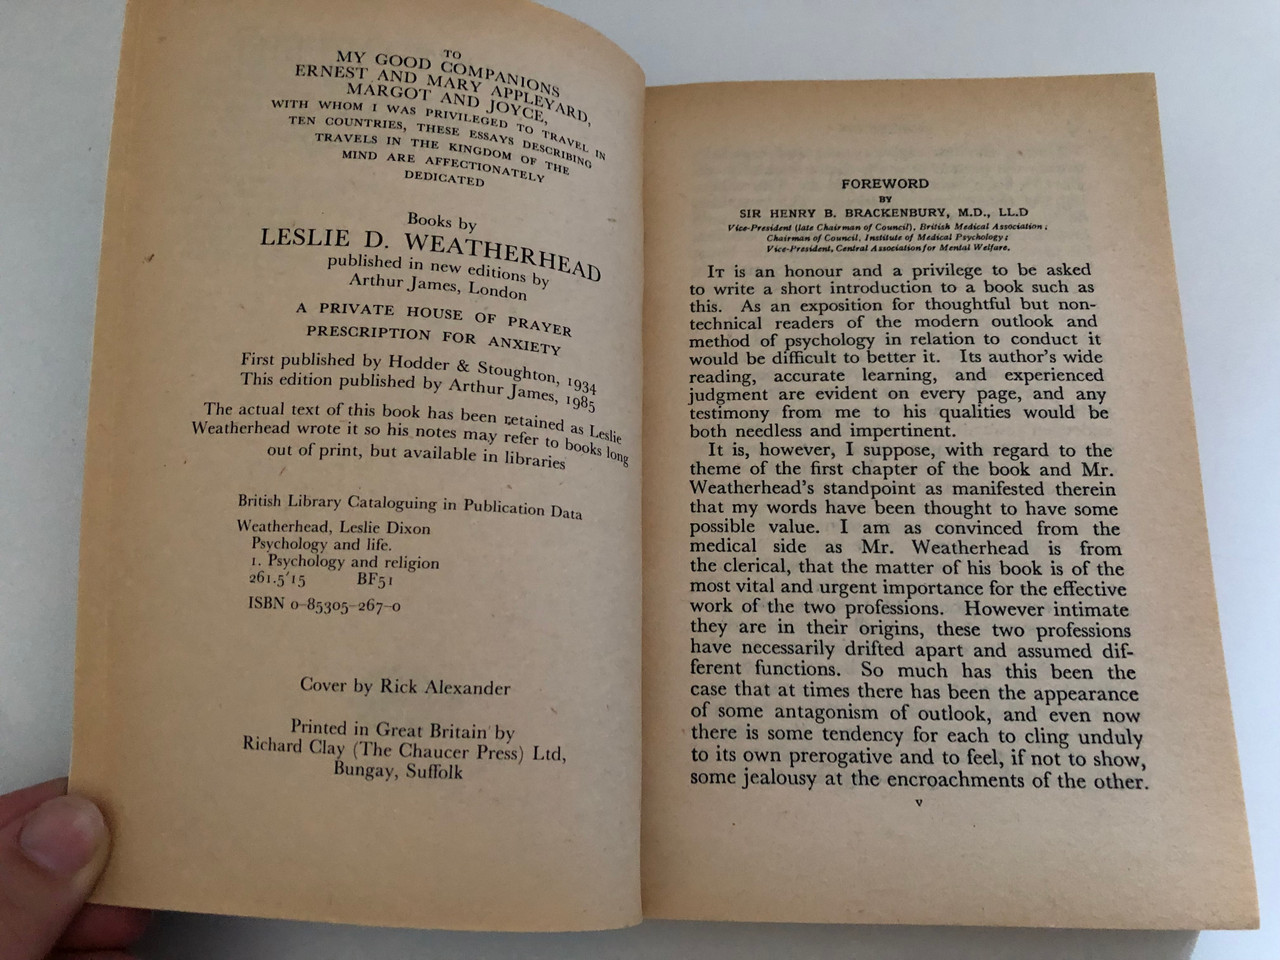 TO
MY GOOD COMPANIONS
ERNEST AND MARY APPLEYARD,
MARGOT AND JOYCE,
WITH WHOM I WAS PRIVILEGED TO TRAVEL IN
TEN COUNTRIES, THESE ESSAYS DESCRIBING
TRAVELS IN THE KINGDOM OF THE
MIND ARE AFFECTIONATELY
DEDICATED
Books by
LESLIE D. WEATHERHEAD
published in new editions by
Arthur James, London
A PRIVATE HOUSE OF PRAYER
PRESCRIPTION FOR ANXIETY
First published by Hodder & Stoughton, 1934
This edition published by Arthur James, 1985
The actual text of this book has been retained as Leslie
Weatherhead wrote it so his notes may refer to books long
out of print, but available in libraries
British Library Cataloguing in Publication Data
Weatherhead, Leslie Dixon
Psychology and life.
1. Psychology and religion
261.5'15 BF51
ISBN 0-85305-267-0
Cover by Rick Alexander
Printed in Great Britain by
Richard Clay (The Chaucer Press) Ltd,
Bungay, Suffolk
FOREWORD
BY
SIR HENRY B. BRACKENBURY, M.D., LL.D
Vice-President (late Chairman of Council), British Medical Association;
Chairman of Council, Institute of Medical Psychology;
Vice-President, Central Association for Mental Welfare.
IT is an honour and a privilege to be asked
to write a short introduction to a book such as
this. As an exposition for thoughtful but non-
technical readers of the modern outlook and
method of psychology in relation to conduct it
would be difficult to better it. Its author's wide
reading, accurate learning, and experienced
judgment are evident on every page, and any
testimony from me to his qualities would be
both needless and impertinent.
It is, however, I suppose, with regard to the
theme of the first chapter of the book and Mr.
Weatherhead's standpoint as manifested therein
that my words have been thought to have some
possible value. I am as convinced from the
medical side as Mr. Weatherhead is from
the clerical, that the matter of his book is of the
most vital and urgent importance for the effective
work of the two professions. However intimate
they are in their origins, these two professions
have necessarily drifted apart and assumed dif-
ferent functions. So much has this been the
case that at times there has been the appearance
of some antagonism of outlook, and even now
there is some tendency for each to cling unduly
to its own prerogative and to feel, if not to show,
some jealousy at the encroachments of the other.
v